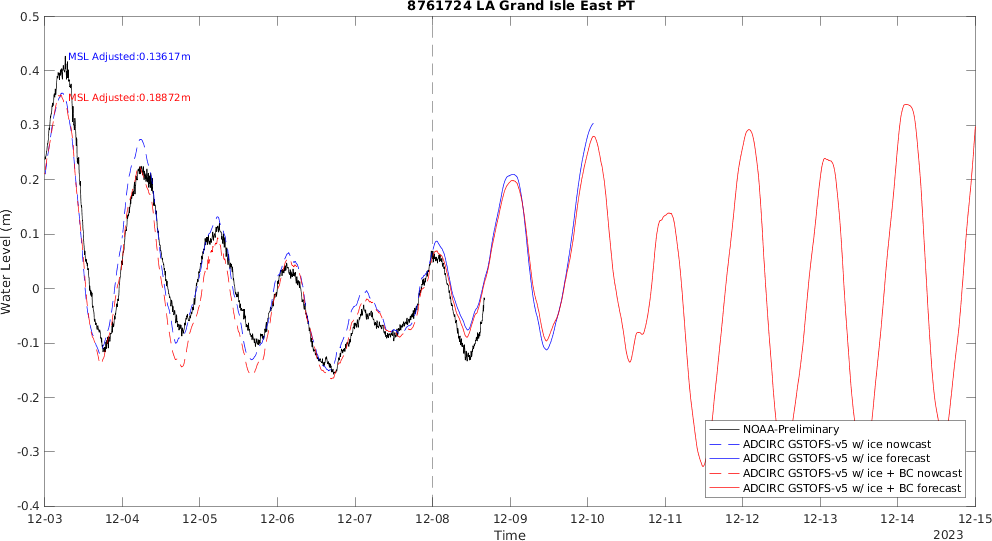 8761724 LA Grand Isle East PT
MSL Adjusted:0.13617m
MSL Adjusted:0.18872m
Water Level (m)
0.5
0.4
0.3
0.2
0.1
0
-0.1
-0.2
-0.3
-0.4
NOAA-Preliminary
ADCIRC GSTOFS-v5 w/ ice nowcast
ADCIRC GSTOFS-v5 w/ ice forecast
ADCIRC GSTOFS-v5 w/ ice + BC nowcast
ADCIRC GSTOFS-v5 w/ ice + BC forecast
12-03 12-04 12-05 12-06 12-07 12-08 12-09 12-10 12-11 12-12 12-13 12-14 12-15
Time
2023